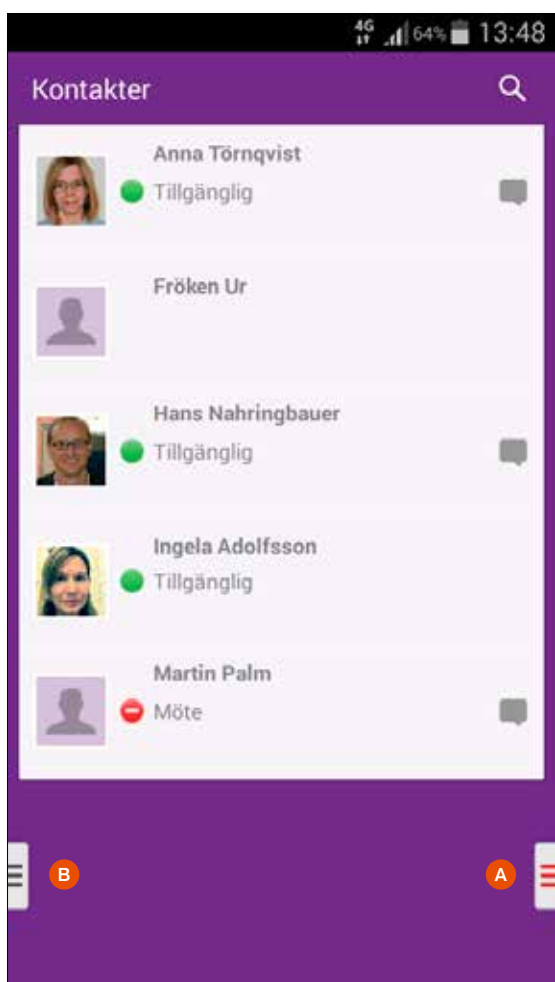 4G 64% 13:48
Kontakter
Anna Törnqvist
Tillgänglig
Fröken Ur
Hans Nahringbauer
Tillgänglig
Ingela Adolfsson
Tillgänglig
Martin Palm
Möte
B A